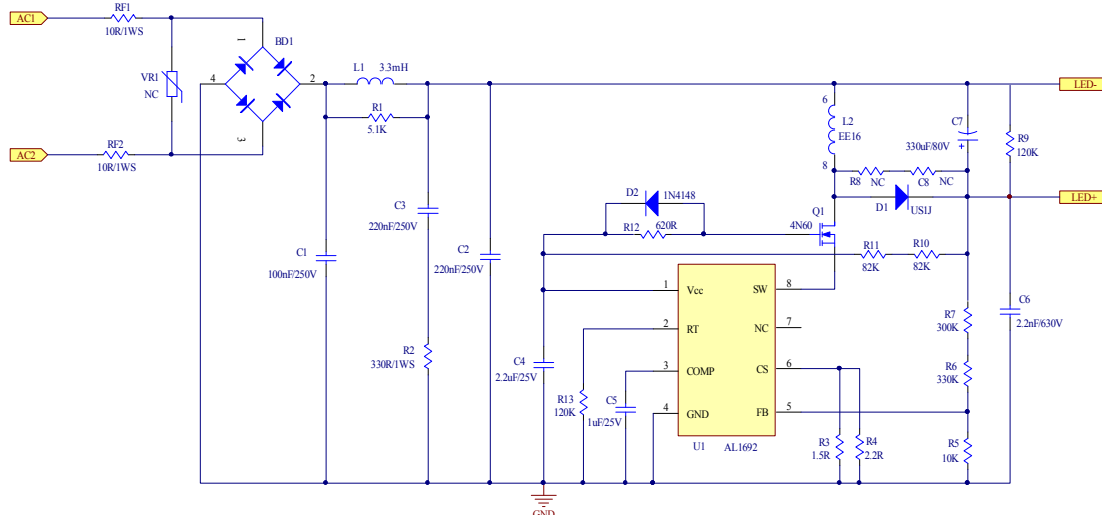 AC1
RF1
10R/1WS
VR1
NC
AC2
RF2
10R/1WS
BD1
1
2
3
4
L1 3.3mH
R1
5.1K
C3
220nF/250V
C1
100nF/250V
C2
220nF/250V
R2
330R/1WS
6
L2
EE16
8
C7
330uF/80V
+
R9
120K
LED-
R8 NC
C8 NC
D1
US1J
LED+
D2
1N4148
R12
620R
Q1
4N60
R11
82K
R10
82K
1
Vcc
2
RT
3
COMP
4
GND
SW
8
NC
7
CS
6
FB
5
U1 AL1692
C4
2.2uF/25V
R13
120K
C5
1uF/25V
R3
1.5R
R4
2.2R
R7
300K
R6
330K
R5
10K
C6
2.2nF/630V
GND